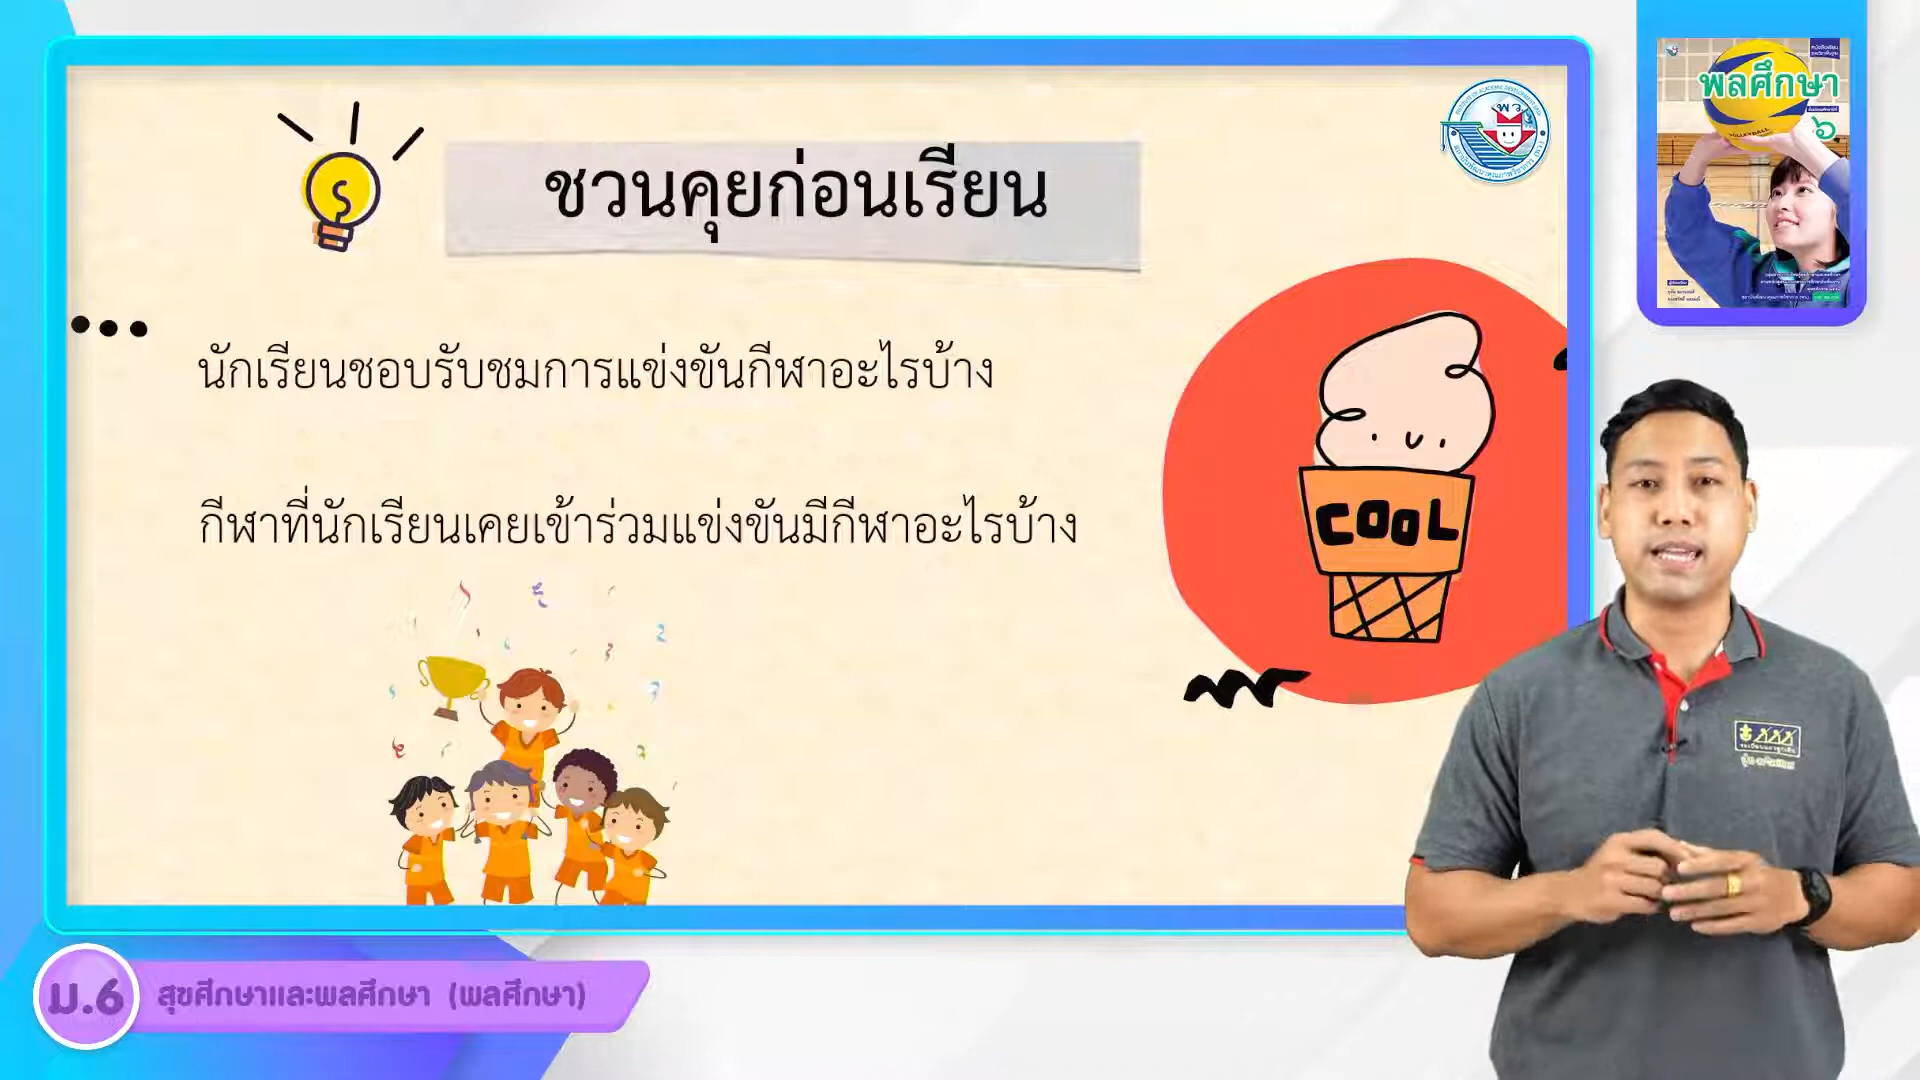 ชวนคุยก่อนเรียน
นักเรียนชอบรับชมการแข่งขันกีฬาอะไรบ้าง
กีฬาที่นักเรียนเคยเข้าร่วมแข่งขันมีกีฬาอะไรบ้าง
COOL
พลศึกษา
๖
VOLLEYBALL
พว
ม.6 สุขศึกษาและพลศึกษา (พลศึกษา)